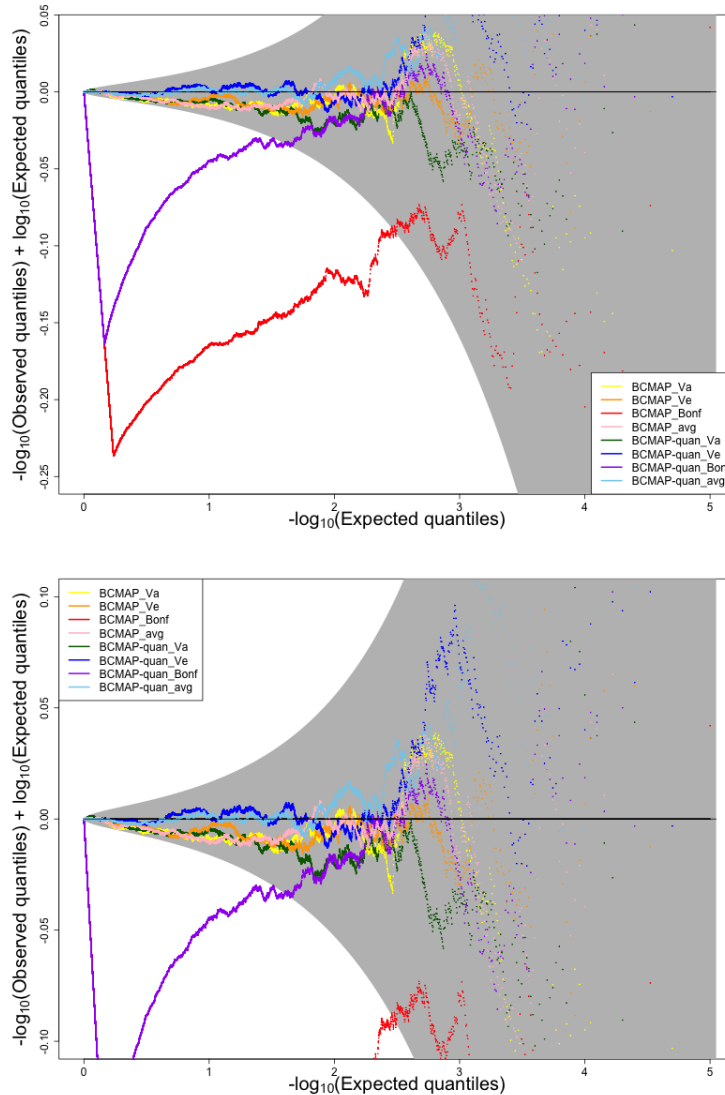 0.05
0.00
-0.05
-0.10
-0.15
-0.20
-0.25
-log10(Observed quantiles) + log10(Expected quantiles)
BCMAP_Va
BCMAP_Ve
BCMAP_Bonf
BCMAP_avg
BCMAP-quan_Va
BCMAP-quan_Ve
BCMAP-quan_Bon
BCMAP-quan_avg
0 1 2 3 4 5
-log10(Expected quantiles)
BCMAP_Va
BCMAP_Ve
BCMAP_Bonf
BCMAP_avg
BCMAP-quan_Va
BCMAP-quan_Ve
BCMAP-quan_Bonf
BCMAP-quan_avg
0.10
0.05
0.00
-0.05
-0.10
-log10(Observed quantiles) + log10(Expected quantiles)
0 1 2 3 4 5
-log10(Expected quantiles)